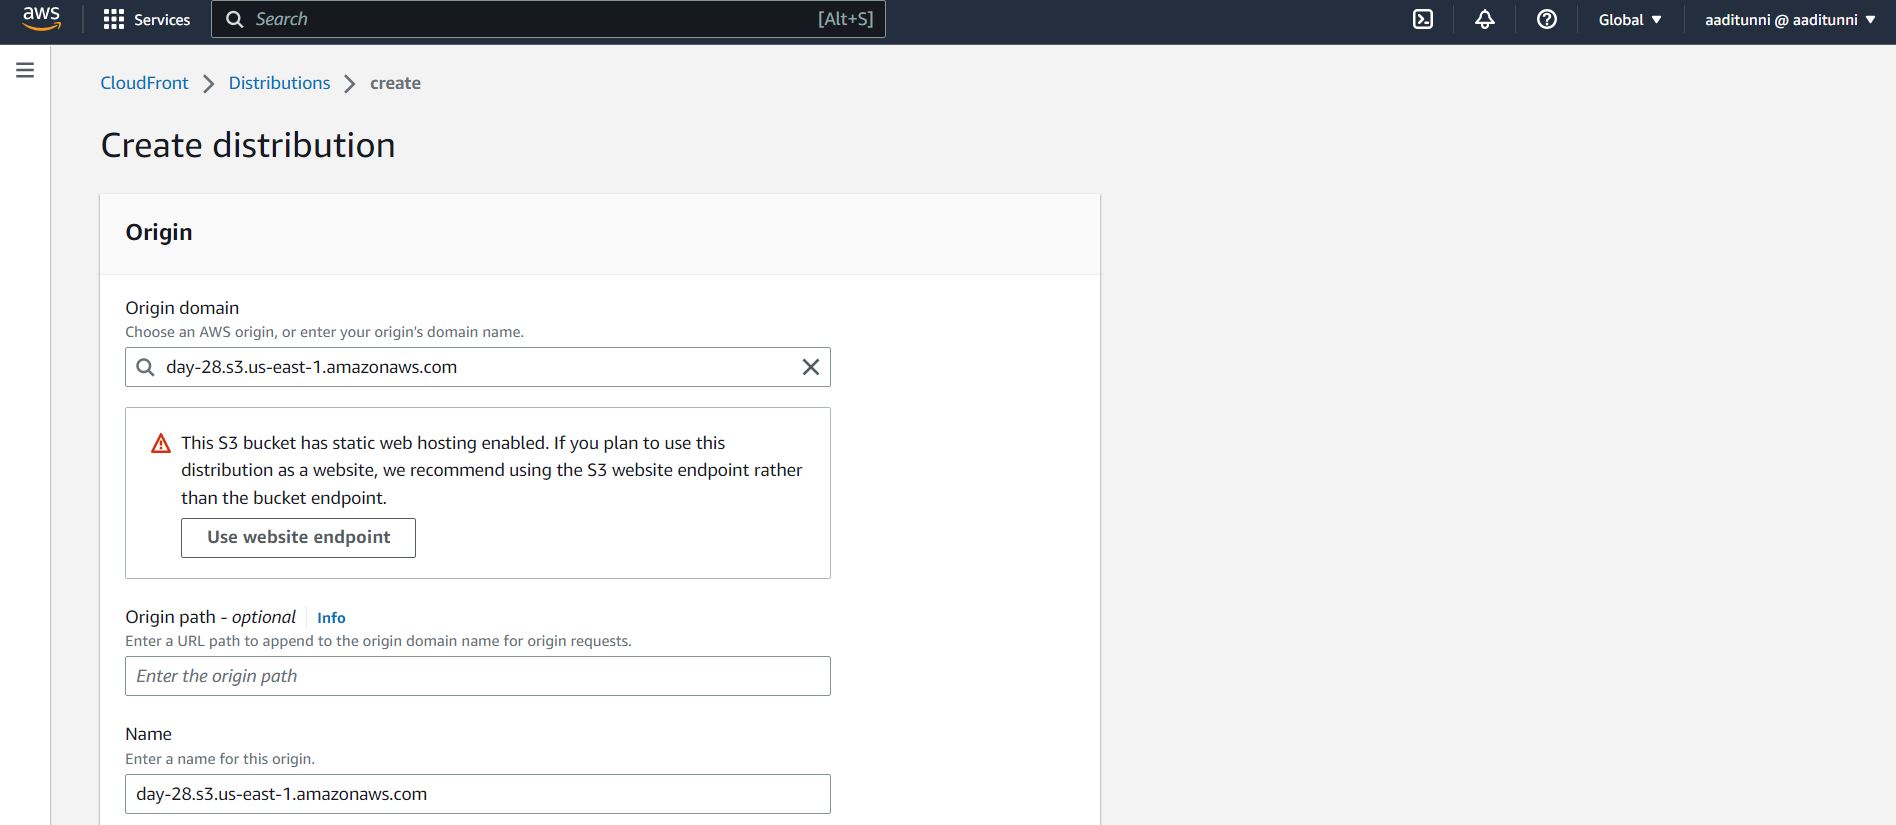 aws Services Search [Alt+S] Global aaditunni @ aaditunni
CloudFront Distributions create
Create distribution
Origin
Origin domain
Choose an AWS origin, or enter your origin's domain name.
day-28.s3.us-east-1.amazonaws.com
This S3 bucket has static web hosting enabled. If you plan to use this
distribution as a website, we recommend using the S3 website endpoint rather
than the bucket endpoint.
Use website endpoint
Origin path - optional Info
Enter a URL path to append to the origin domain name for origin requests.
Enter the origin path
Name
Enter a name for this origin.
day-28.s3.us-east-1.amazonaws.com